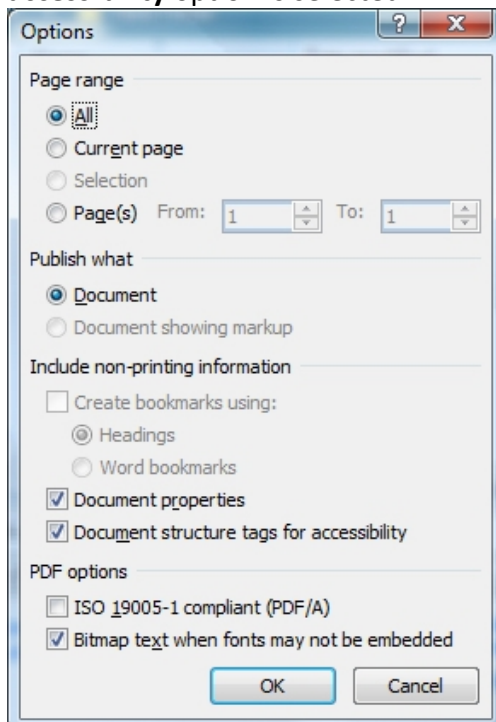 Options
Page range
All
Current page
Selection
Page(s) From: 1 To: 1
Publish what
Document
Document showing markup
Include non-printing information
Create bookmarks using:
Headings
Word bookmarks
Document properties
Document structure tags for accessibility
PDF options
ISO 19005-1 compliant (PDF/A)
Bitmap text when fonts may not be embedded
OK Cancel